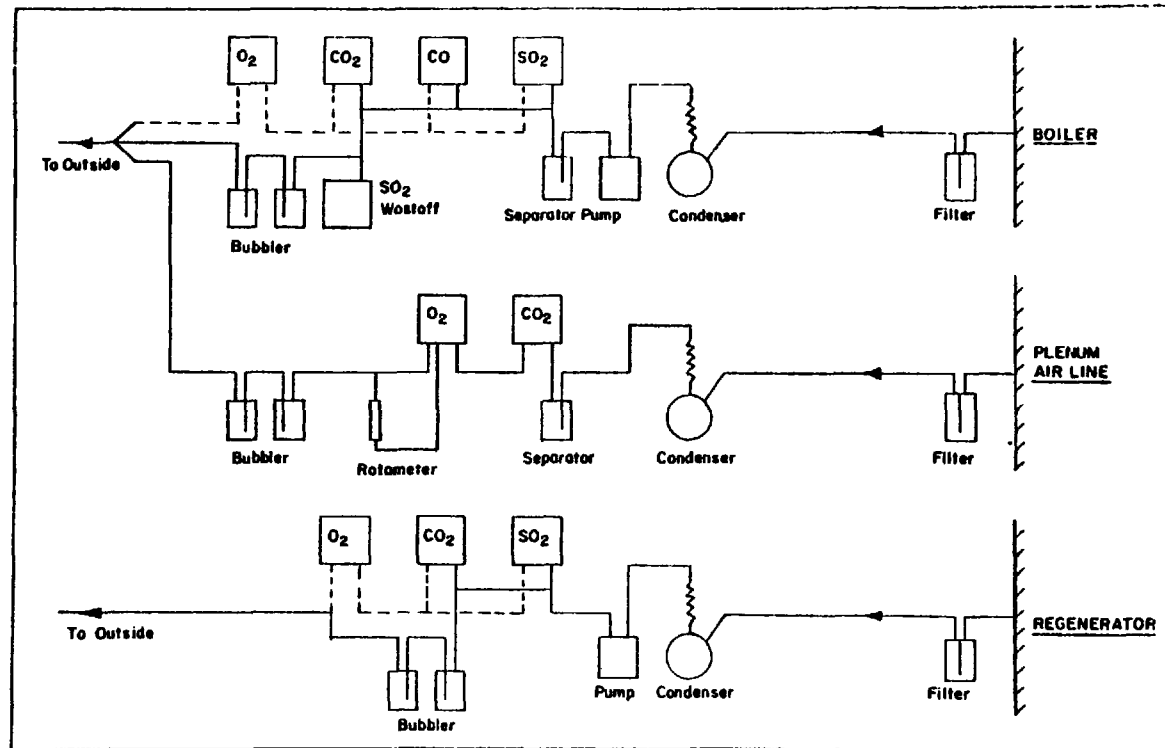 O2 CO2 CO SO2
BOILER
To Outside
SO2
Wostoff
Separator Pump Condenser Filter
Bubbler
O2 CO2
PLENUM
AIR LINE
Bubbler Rotameter Separator Condenser Filter
O2 CO2 SO2
REGENERATOR
To Outside
Pump Condenser Filter
Bubbler